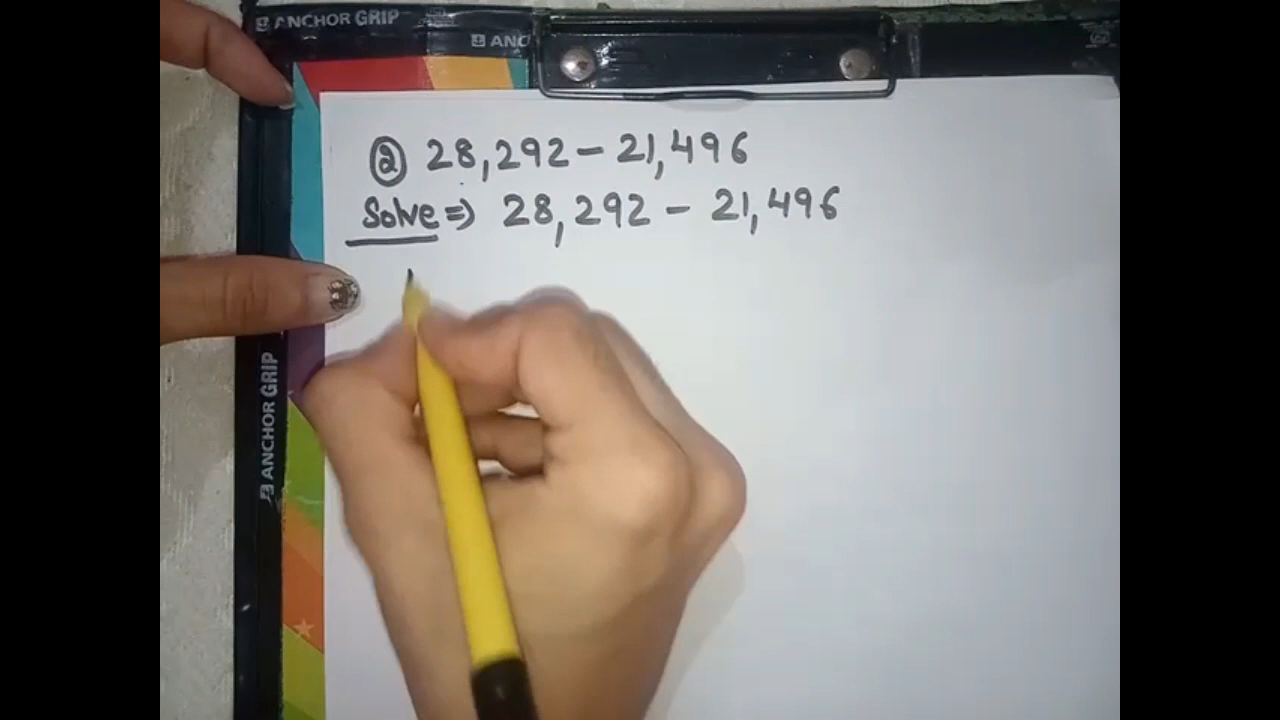 ANCHOR GRIP
ANC
② 28,292 - 21,496
Solve => 28,292 - 21,496
ANCHOR GRIP